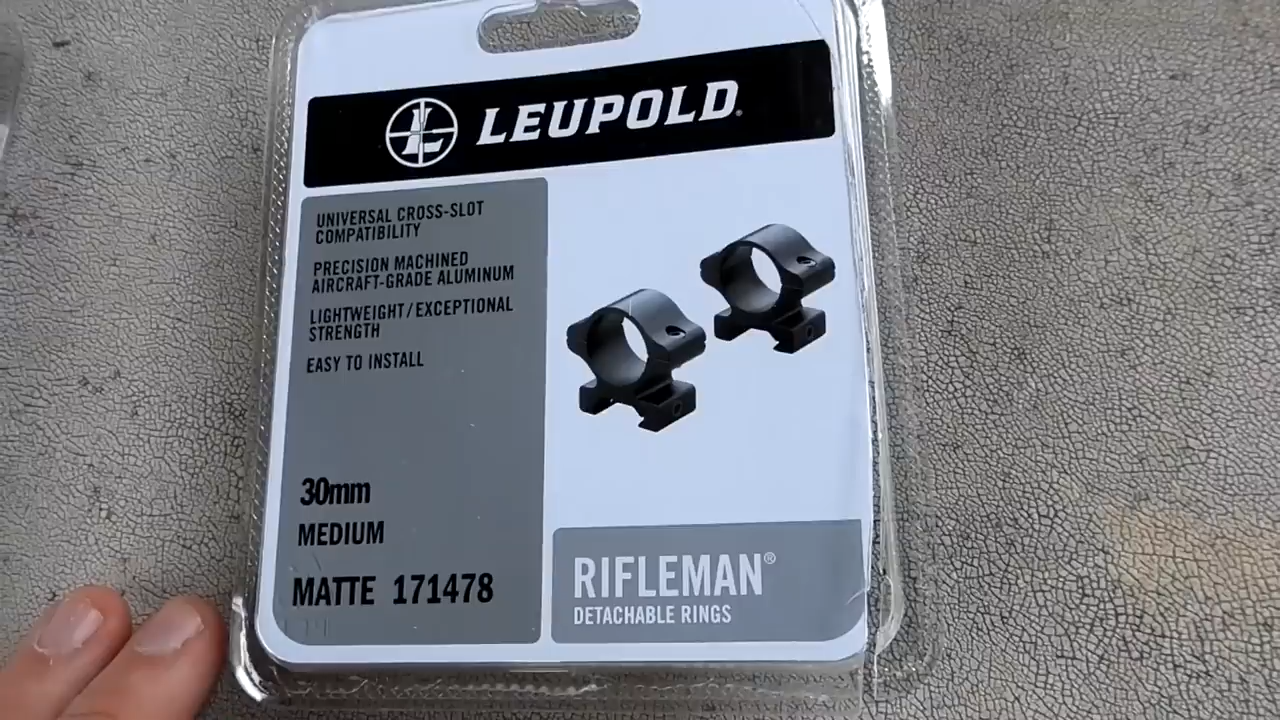 LEUPOLD®
UNIVERSAL CROSS-SLOT
COMPATIBILITY
PRECISION MACHINED
AIRCRAFT-GRADE ALUMINUM
LIGHTWEIGHT/EXCEPTIONAL
STRENGTH
EASY TO INSTALL
30mm
MEDIUM
MATTE 171478
RIFLEMAN®
DETACHABLE RINGS